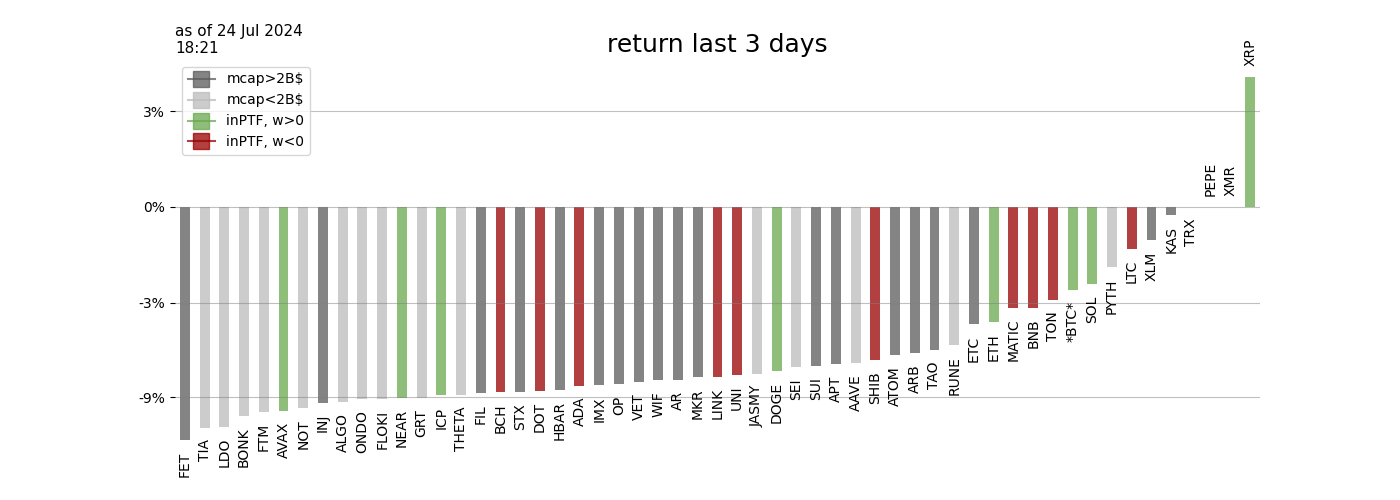 as of 24 Jul 2024
18:21
return last 3 days
mcap>2B$
mcap<2B$
inPTF, w>0
inPTF, w<0
3%
0%
-3%
-9%
FET
TIA
LDO
BONK
FTM
AVAX
NOT
INJ
ALGO
ONDO
FLOKI
NEAR
GRT
ICP
THETA
FIL
BCH
STX
DOT
HBAR
ADA
IMX
OP
VET
WIF
AR
MKR
LINK
UNI
JASMY
DOGE
SEI
SUI
APT
AAVE
SHIB
ATOM
ARB
TAO
RUNE
ETC
ETH
MATIC
BNB
TON
*BTC*
SOL
PYTH
LTC
XLM
KAS
TRX
PEPE
XMR
XRP